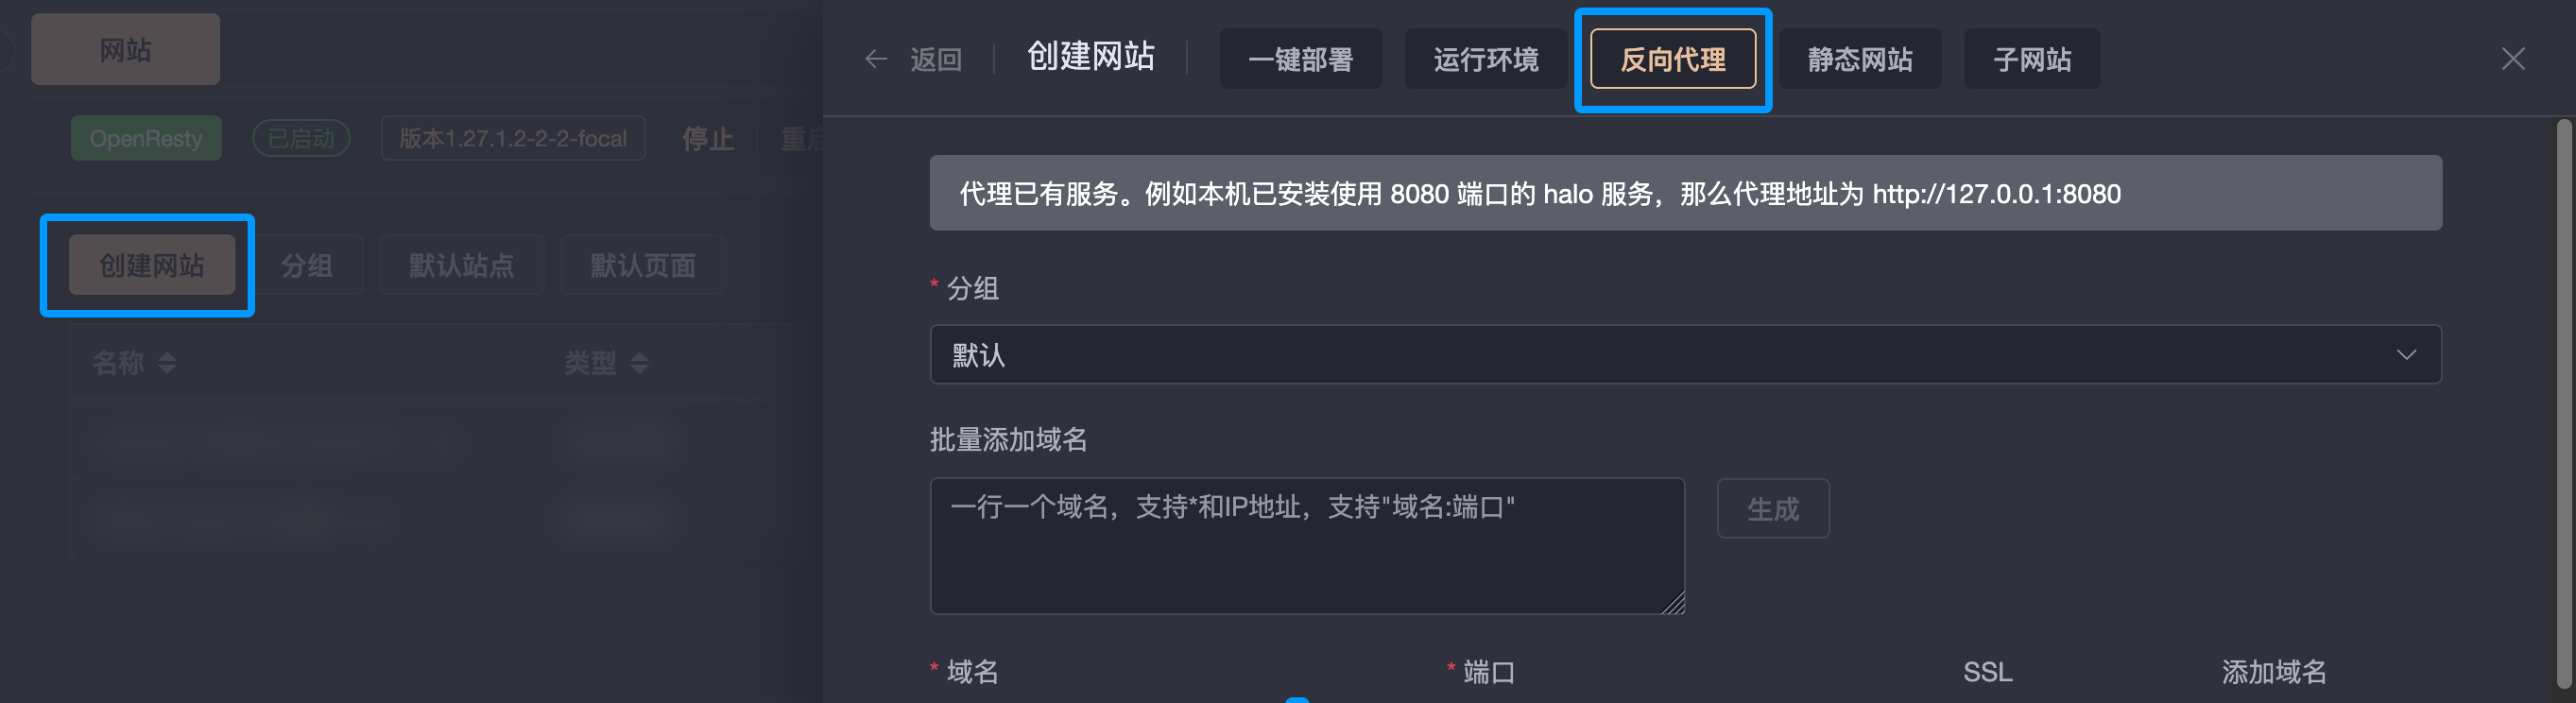 网站
返回
创建网站
一键部署
运行环境
反向代理
静态网站
子网站
OpenResty
已启动
版本1.27.1.2-2-2-focal
停止
代理已有服务。例如本机已安装使用 8080 端口的 halo 服务，那么代理地址为 http://127.0.0.1:8080
创建网站
分组
默认站点
默认页面
* 分组
默认
名称
类型
批量添加域名
一行一个域名，支持*和IP地址，支持"域名:端口"
生成
* 域名
* 端口
SSL
添加域名